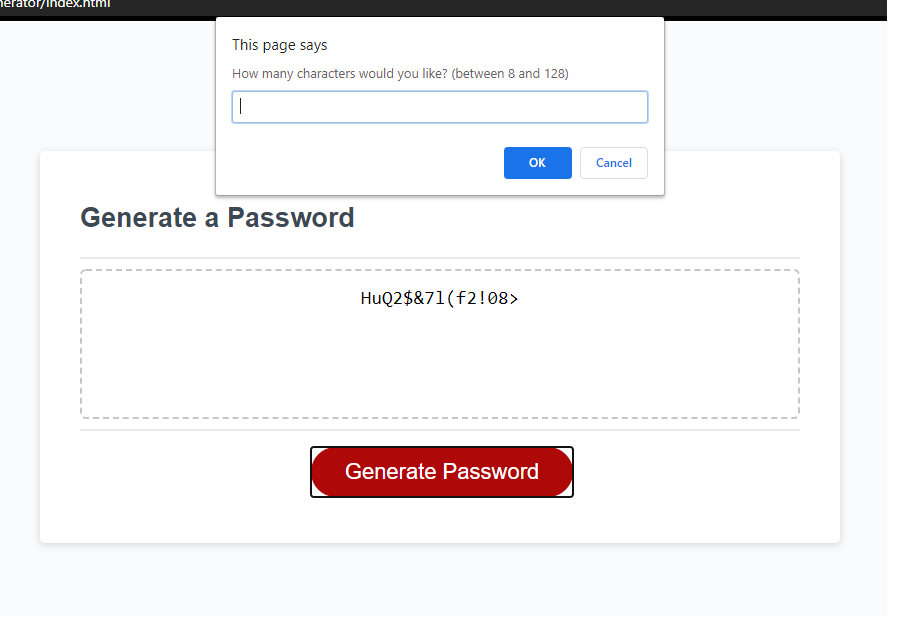 nerator/index.html
This page says
How many characters would you like? (between 8 and 128)
OK
Cancel
Generate a Password
HuQ2$&7l(f2!08>
Generate Password